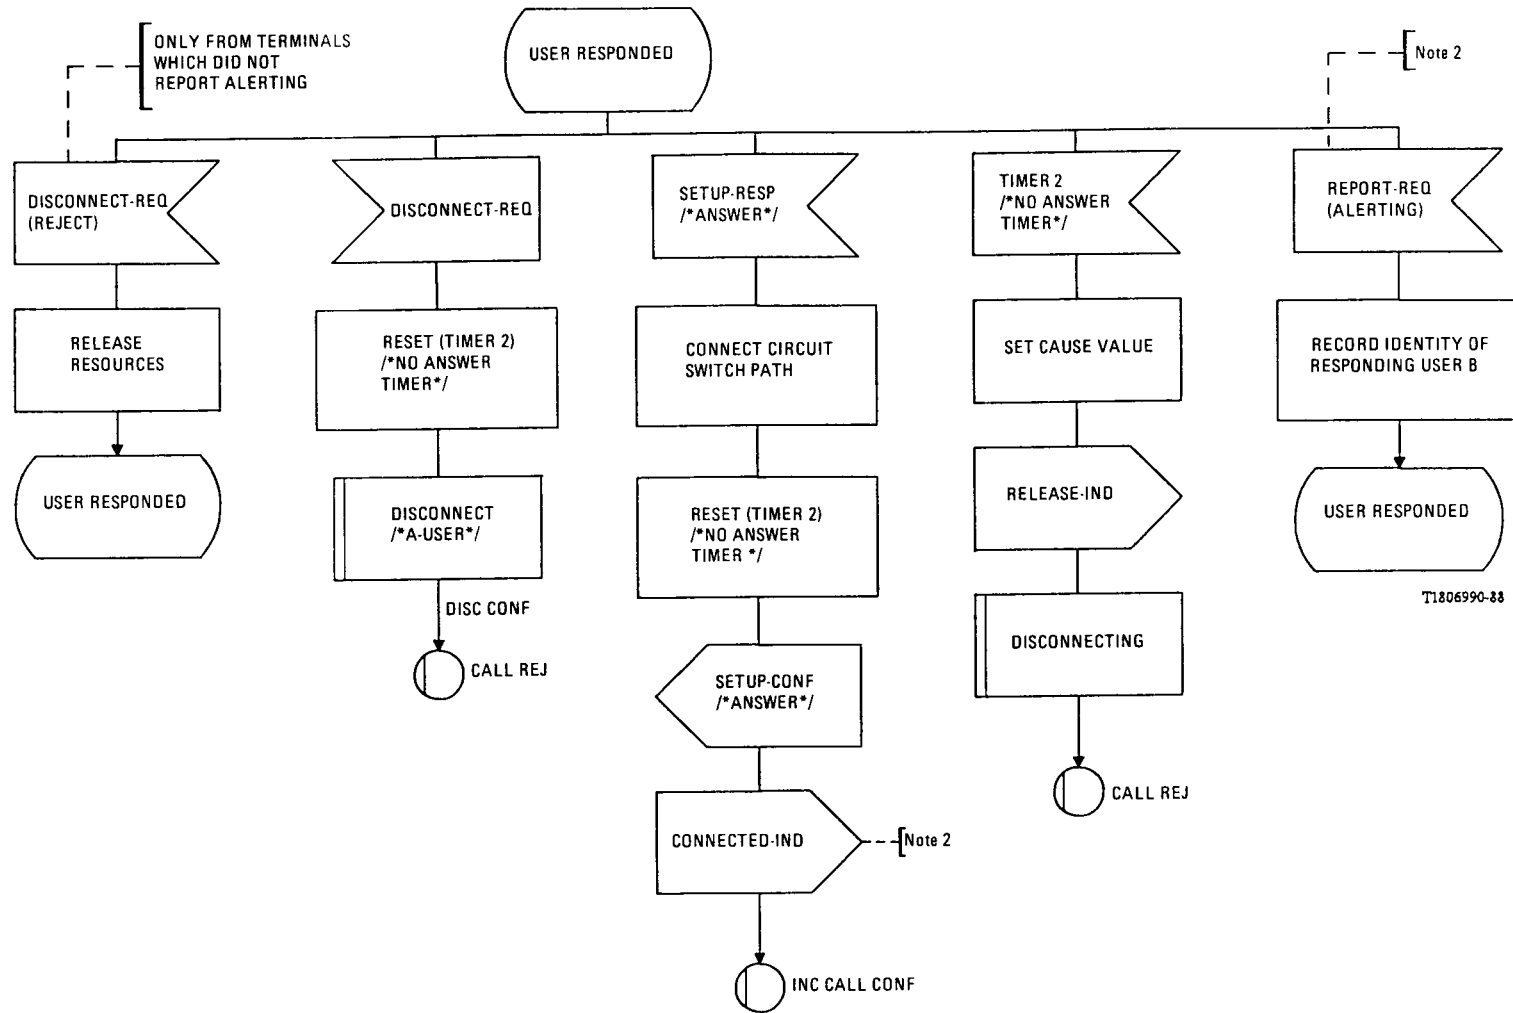 ONLY FROM TERMINALS
WHICH DID NOT
REPORT ALERTING
USER RESPONDED
Note 2
DISCONNECT-REQ
(REJECT)
DISCONNECT-REQ
SETUP-RESP
/*ANSWER*/
TIMER 2
/*NO ANSWER
TIMER*/
REPORT-REQ
(ALERTING)
RELEASE
RESOURCES
RESET (TIMER 2)
/*NO ANSWER
TIMER*/
CONNECT CIRCUIT
SWITCH PATH
SET CAUSE VALUE
RECORD IDENTITY OF
RESPONDING USER B
USER RESPONDED
DISCONNECT
/*A-USER*/
RESET (TIMER 2)
/*NO ANSWER
TIMER */
RELEASE-IND
USER RESPONDED
T1806990-88
DISC CONF
CALL REJ
SETUP-CONF
/*ANSWER*/
DISCONNECTING
CALL REJ
CONNECTED-IND
Note 2
INC CALL CONF